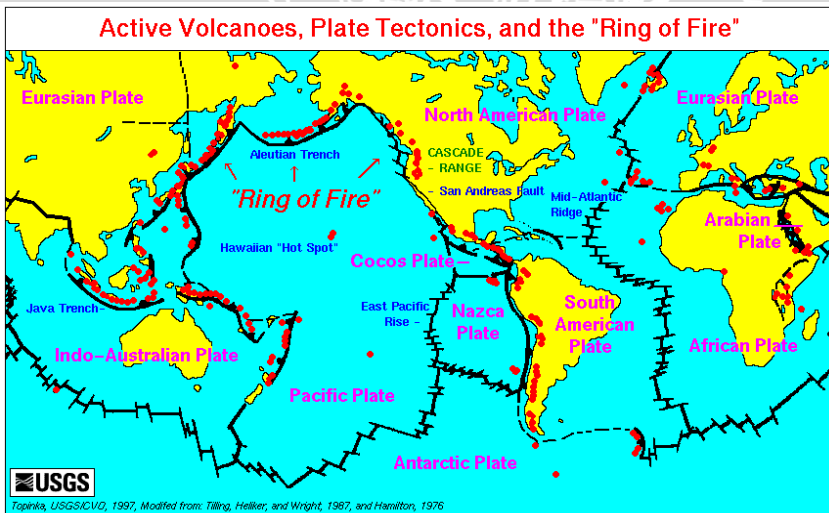 Active Volcanoes, Plate Tectonics, and the "Ring of Fire"
Eurasian Plate
North American Plate
Eurasian Plate
Aleutian Trench
CASCADE
RANGE
"Ring of Fire"
San Andreas Fault
Mid-Atlantic
Ridge
Arabian
Plate
Hawaiian "Hot Spot"
Cocos Plate
Java Trench
East Pacific
Rise
Nazca
Plate
South
American
Plate
Indo-Australian Plate
African Plate
Pacific Plate
Antarctic Plate
USGS
Topinka, USGS/CVO, 1997, Modifed from: Tilling, Heliker, and Wright, 1987, and Hamilton, 1976